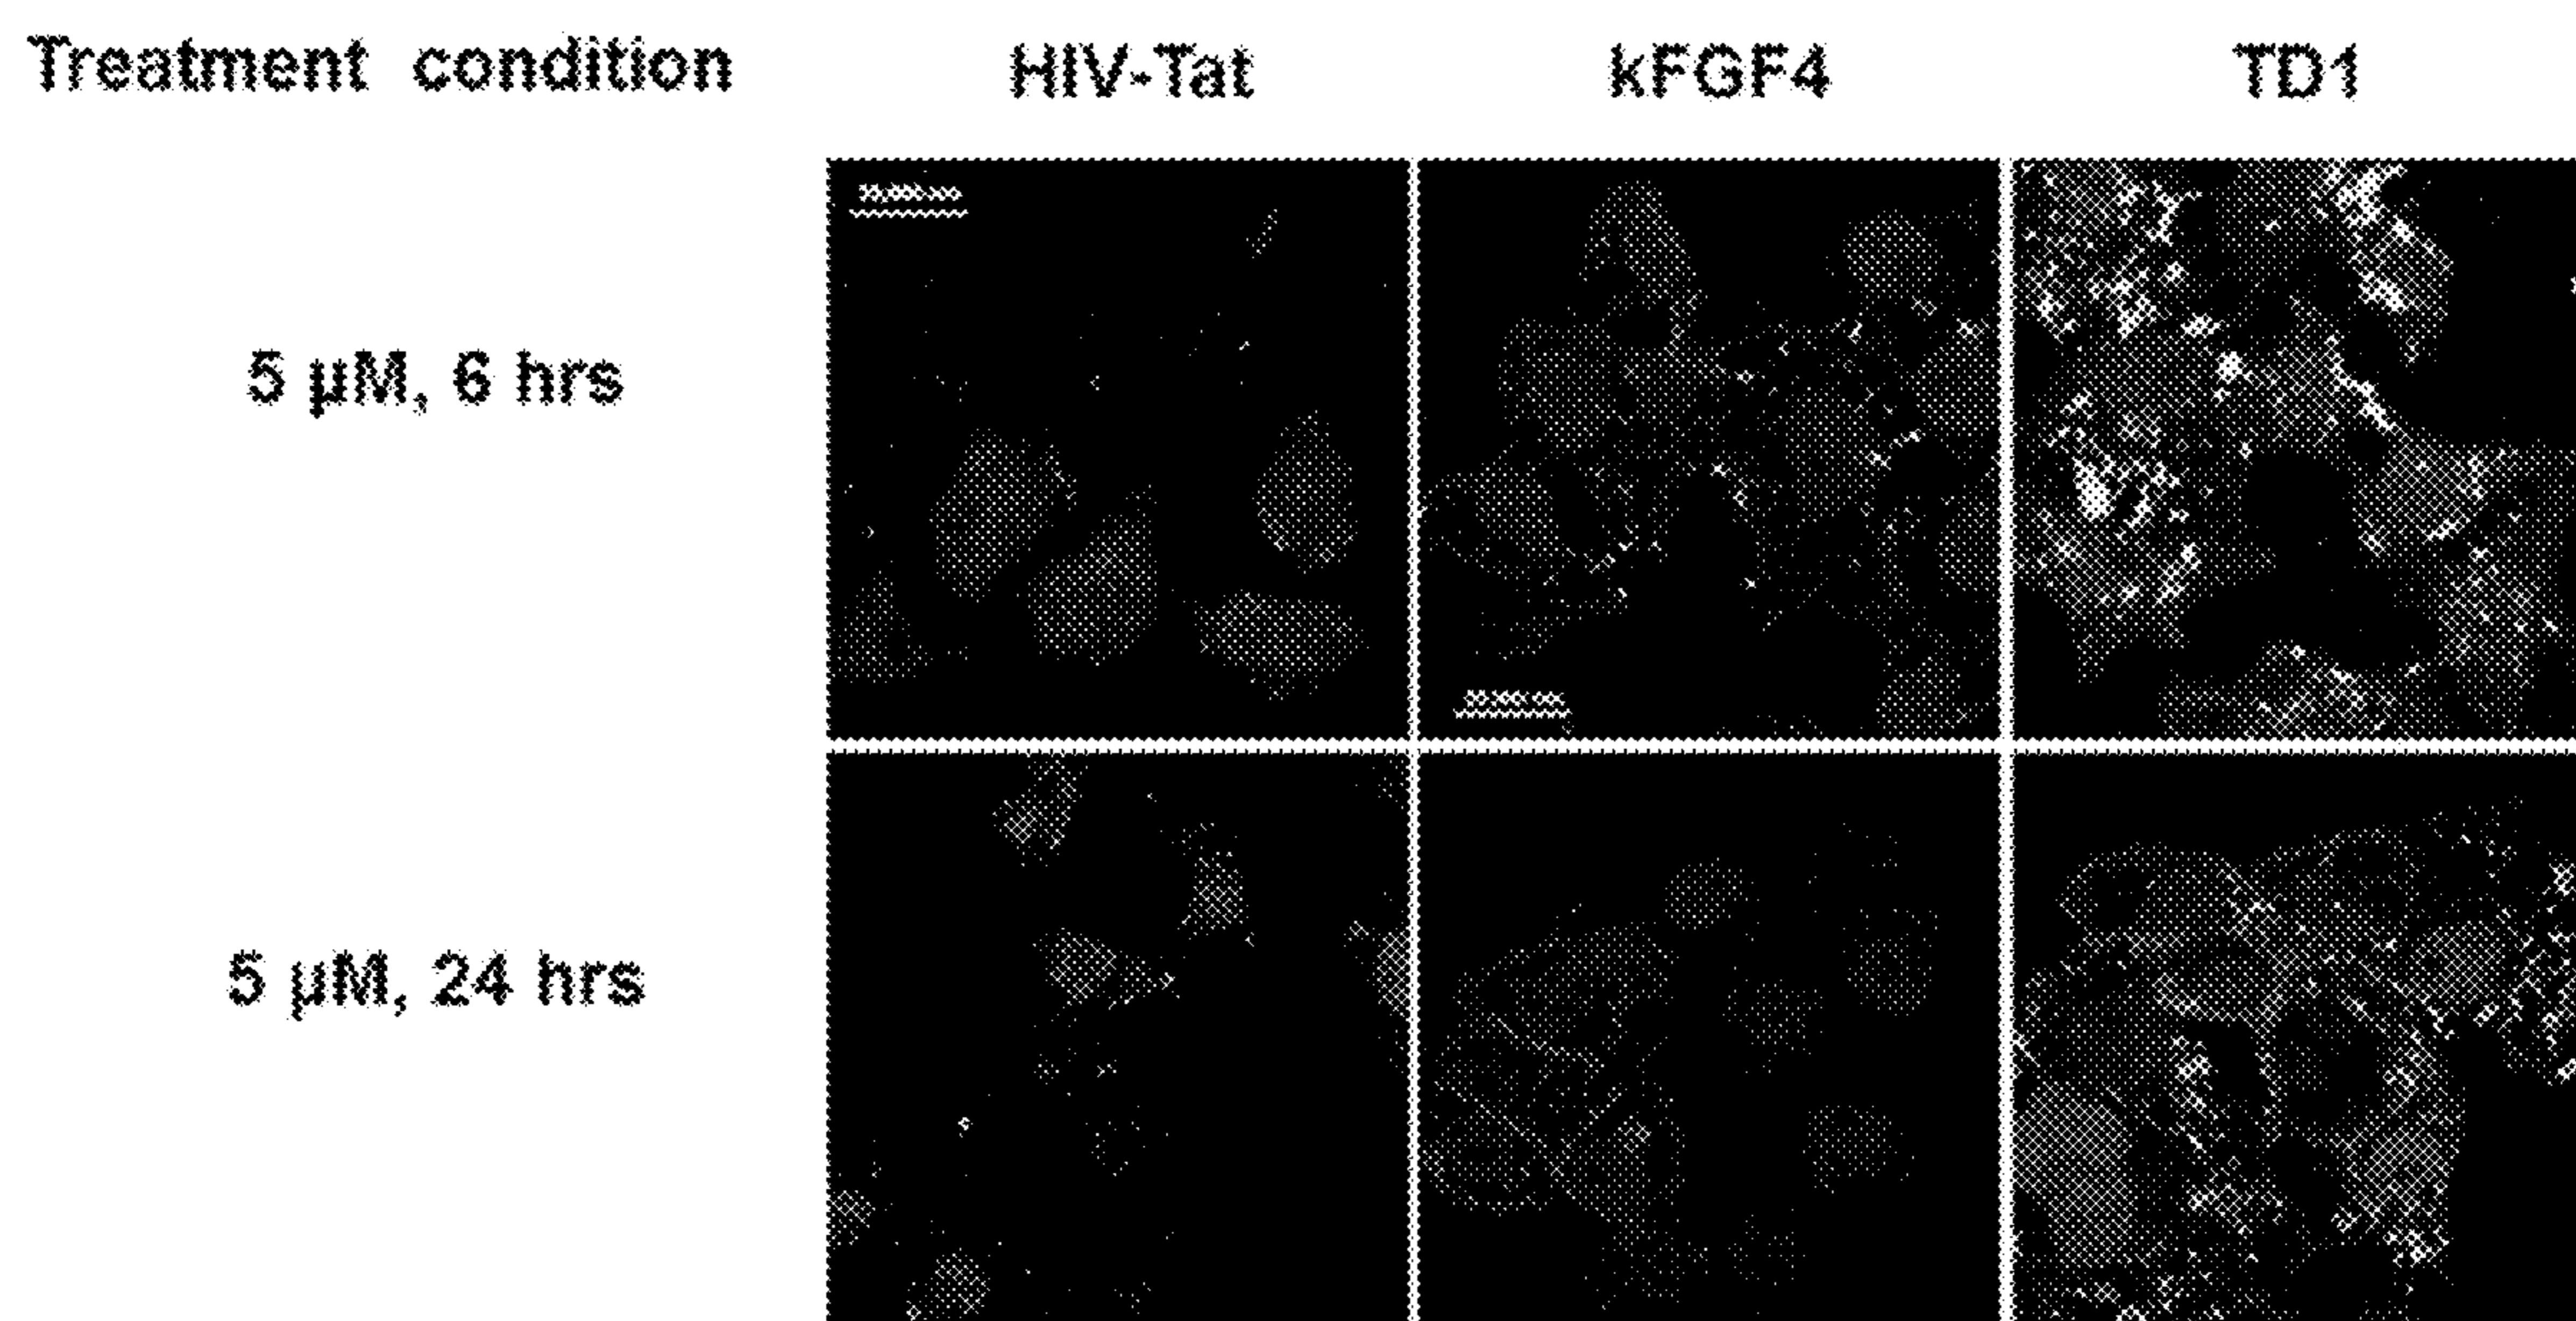 Treatment condition HIV-Tat kFGF4 TD1
5 µM, 6 hrs
5 µM, 24 hrs